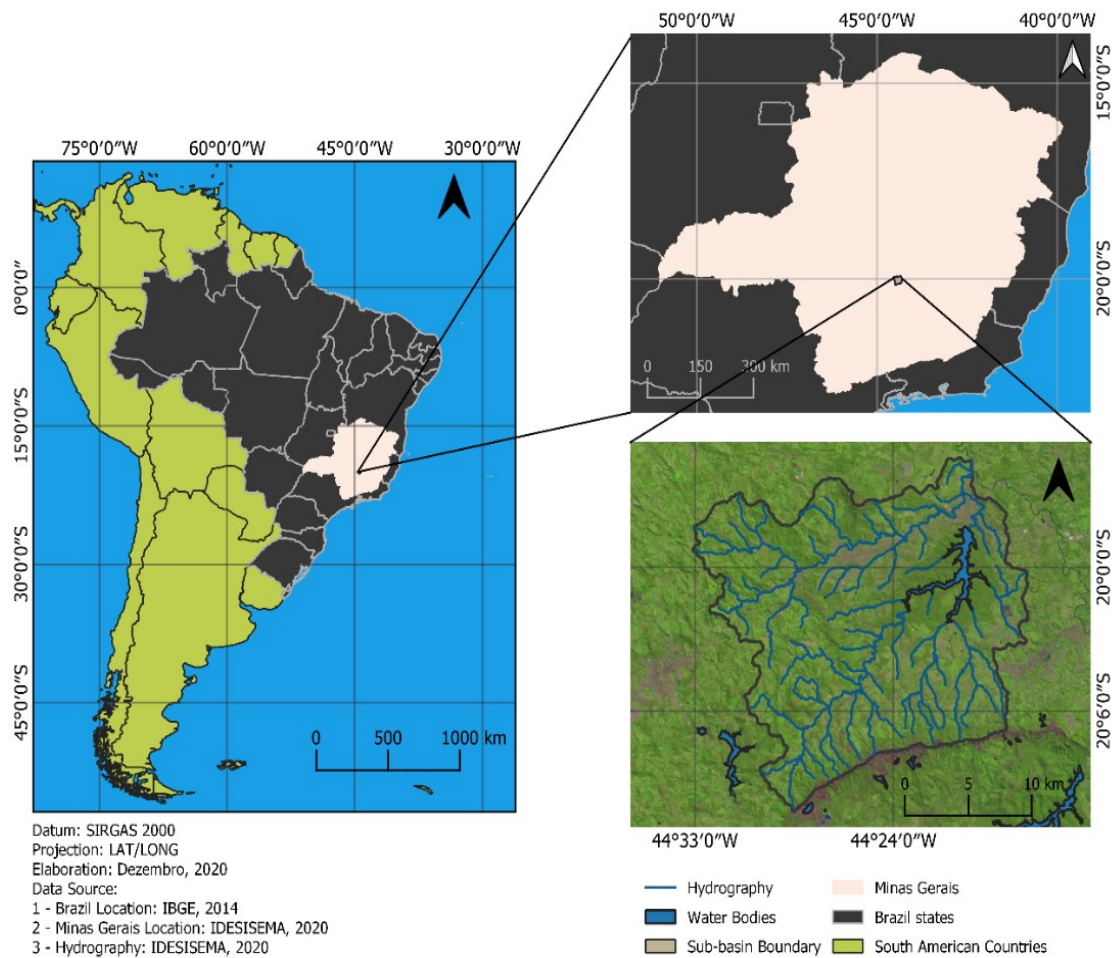 75°0'0"W 60°0'0"W 45°0'0"W 30°0'0"W
0°0'0"
15°0'0"S
30°0'0"S
45°0'0"S
0 500 1000 km
Datum: SIRGAS 2000
Projection: LAT/LONG
Elaboration: Dezembro, 2020
Data Source:
1 - Brazil Location: IBGE, 2014
2 - Minas Gerais Location: IDESISEMA, 2020
3 - Hydrography: IDESISEMA, 2020
50°0'0"W 45°0'0"W 40°0'0"W
15°0'0"S
20°0'0"S
0 150 300 km
20°0'0"S
20°6'0"S
0 5 10 km
44°33'0"W 44°24'0"W
Hydrography Minas Gerais
Water Bodies Brazil states
Sub-basin Boundary South American Countries